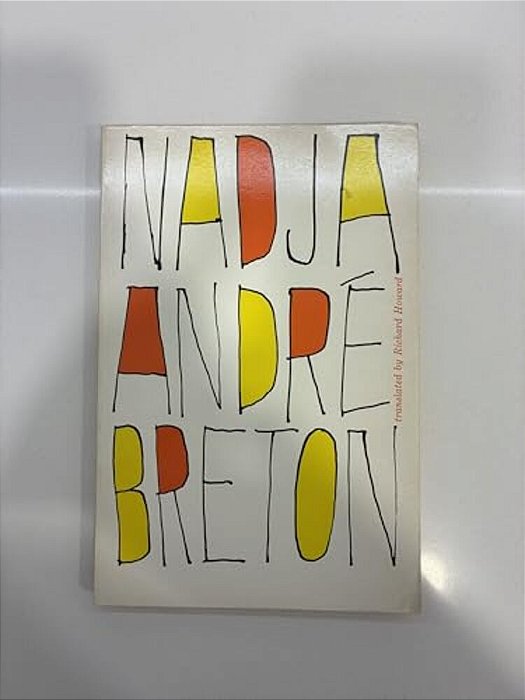 NADJA
ANDRÉ
BRETON
translated by Richard Howard